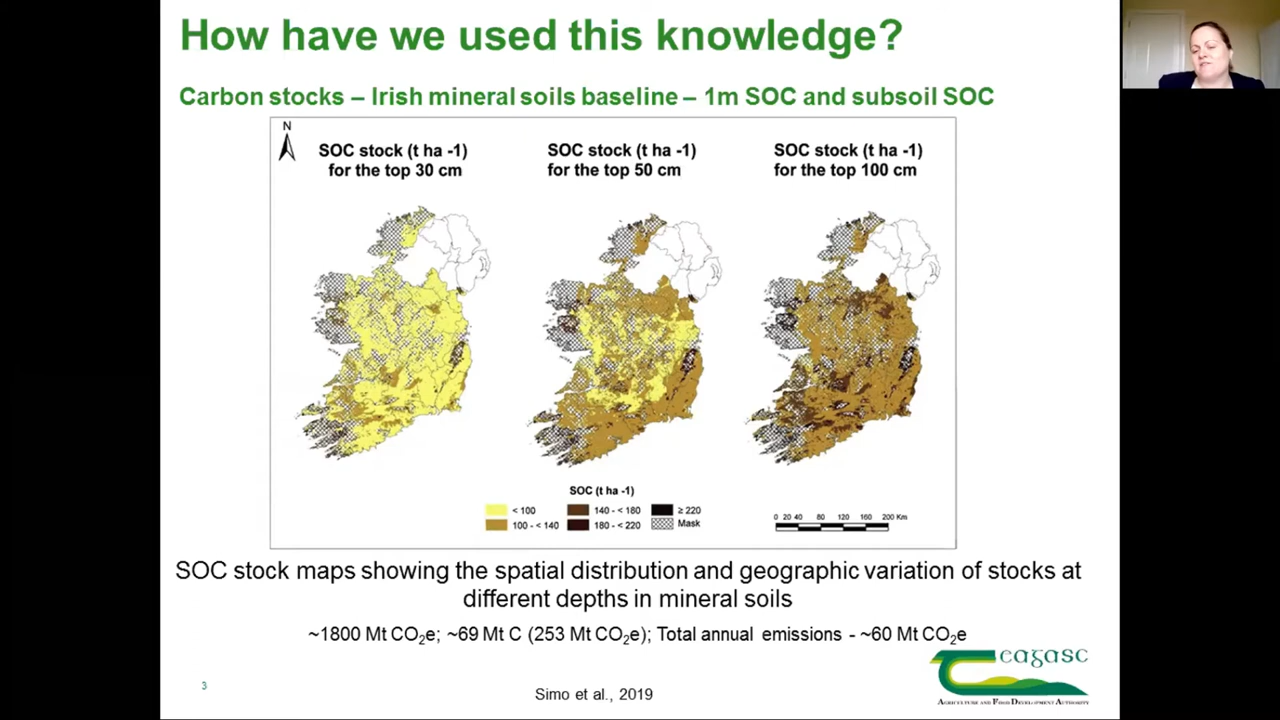 How have we used this knowledge?
Carbon stocks – Irish mineral soils baseline – 1m SOC and subsoil SOC
N
SOC stock (t ha -1)
for the top 30 cm
SOC stock (t ha -1)
for the top 50 cm
SOC stock (t ha -1)
for the top 100 cm
SOC (t ha -1)
< 100
140 - < 180
≥ 220
100 - < 140
180 - < 220
Mask
0 20 40 80 120 160 200 Km
SOC stock maps showing the spatial distribution and geographic variation of stocks at
different depths in mineral soils
~1800 Mt CO₂e; ~69 Mt C (253 Mt CO₂e); Total annual emissions - ~60 Mt CO₂e
3
Simo et al., 2019
Teagasc
Agriculture and Food Development Authority